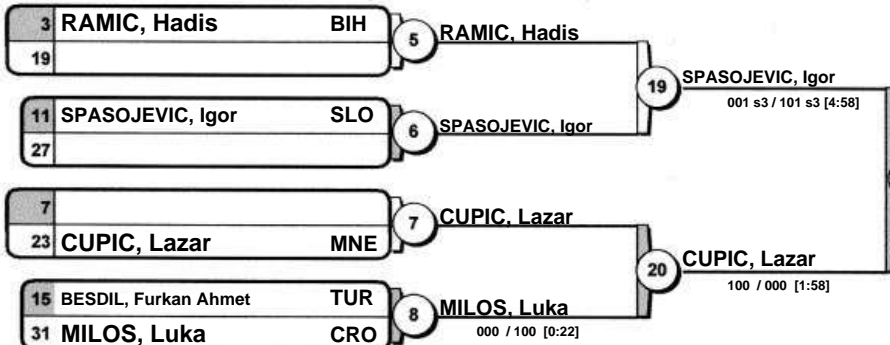 3 RAMIC, Hadis BIH
19
5
RAMIC, Hadis
11 SPASOJEVIC, Igor SLO
27
6
SPASOJEVIC, Igor
19
SPASOJEVIC, Igor
001 s3 / 101 s3 [4:58]
7
23 CUPIC, Lazar MNE
7
CUPIC, Lazar
15 BESDIL, Furkan Ahmet TUR
31 MILOS, Luka CRO
8
MILOS, Luka
000 / 100 [0:22]
20
CUPIC, Lazar
100 / 000 [1:58]